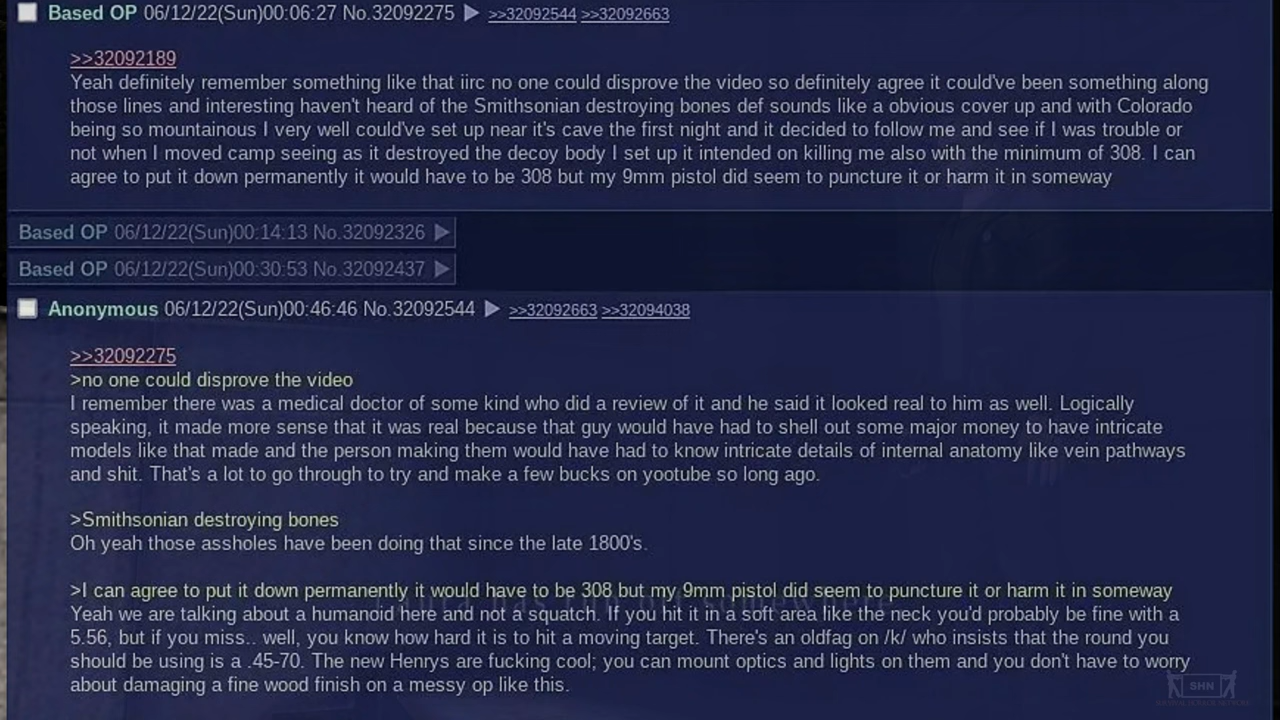 Based OP 06/12/22(Sun)00:06:27 No.32092275 ▶ >>32092544 >>32092663
>>32092189
Yeah definitely remember something like that iirc no one could disprove the video so definitely agree it could've been something along
those lines and interesting haven't heard of the Smithsonian destroying bones def sounds like a obvious cover up and with Colorado
being so mountainous I very well could've set up near it's cave the first night and it decided to follow me and see if I was trouble or
not when I moved camp seeing as it destroyed the decoy body I set up it intended on killing me also with the minimum of 308. I can
agree to put it down permanently it would have to be 308 but my 9mm pistol did seem to puncture it or harm it in someway
Based OP 06/12/22(Sun)00:14:13 No.32092326 ▶
Based OP 06/12/22(Sun)00:30:53 No.32092437 ▶
Anonymous 06/12/22(Sun)00:46:46 No.32092544 ▶ >>32092663 >>32094038
>>32092275
>no one could disprove the video
I remember there was a medical doctor of some kind who did a review of it and he said it looked real to him as well. Logically
speaking, it made more sense that it was real because that guy would have had to shell out some major money to have intricate
models like that made and the person making them would have had to know intricate details of internal anatomy like vein pathways
and shit. That's a lot to go through to try and make a few bucks on yootube so long ago.
>Smithsonian destroying bones
Oh yeah those assholes have been doing that since the late 1800's.
>I can agree to put it down permanently it would have to be 308 but my 9mm pistol did seem to puncture it or harm it in someway
Yeah we are talking about a humanoid here and not a squatch. If you hit it in a soft area like the neck you'd probably be fine with a
5.56, but if you miss.. well, you know how hard it is to hit a moving target. There's an oldfag on /k/ who insists that the round you
should be using is a .45-70. The new Henrys are fucking cool; you can mount optics and lights on them and you don't have to worry
about damaging a fine wood finish on a messy op like this.
SHN